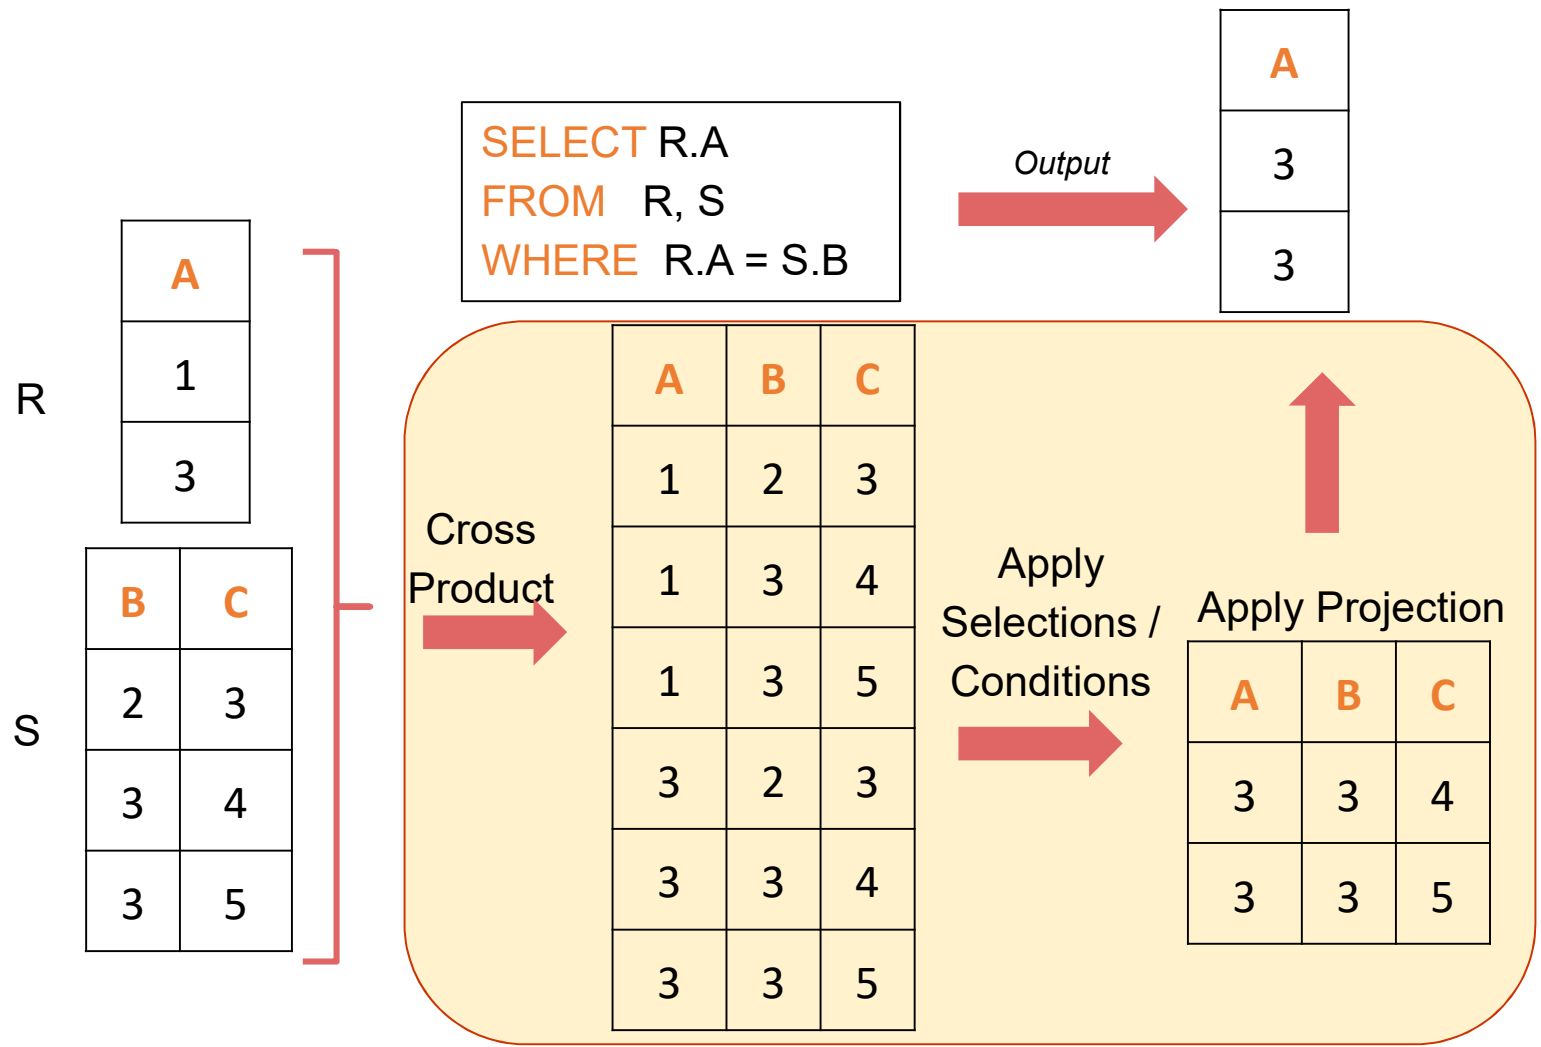 SELECT R.A
FROM R, S
WHERE R.A = S.B
Output
A
3
3
R
A
1
3
S
B C
2 3
3 4
3 5
Cross
Product
A B C
1 2 3
1 3 4
1 3 5
3 2 3
3 3 4
3 3 5
Apply
Selections /
Conditions
Apply Projection
A B C
3 3 4
3 3 5